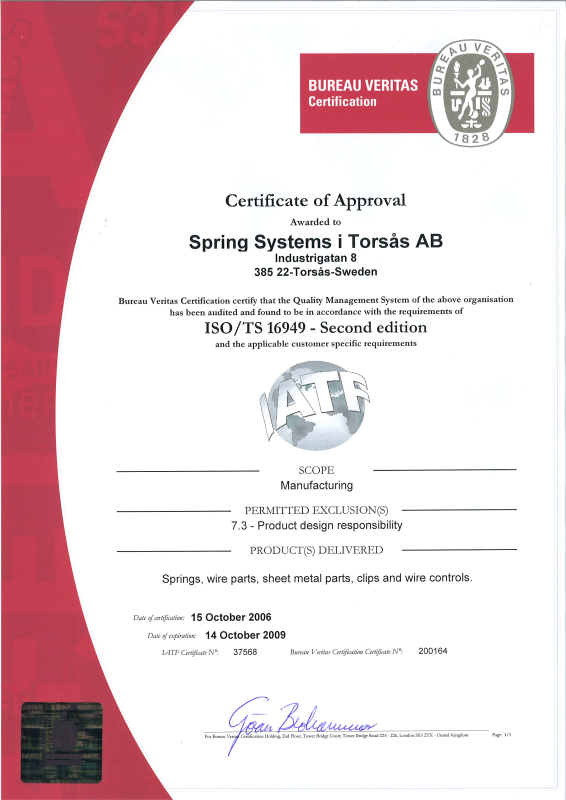 BUREAU VERITAS
Certification
BUREAU VERITAS
1828
Certificate of Approval
Awarded to
Spring Systems i Torsås AB
Industrigatan 8
385 22-Torsås-Sweden
Bureau Veritas Certification certify that the Quality Management System of the above organisation
has been audited and found to be in accordance with the requirements of
ISO/TS 16949 - Second edition
and the applicable customer specific requirements
IATF
SCOPE
Manufacturing
PERMITTED EXCLUSION(S)
7.3 - Product design responsibility
PRODUCT(S) DELIVERED
Springs, wire parts, sheet metal parts, clips and wire controls.
Date of certification: 15 October 2006
Date of expiration: 14 October 2009
IATF Certificate N°: 37568 Bureau Veritas Certification Certificate N°: 200164
For Bureau Veritas Certification Holding, 2nd Floor, Tower Bridge Court, Tower Bridge Road 224 - 226, London SE1 2TX - United Kingdom Page 1/1